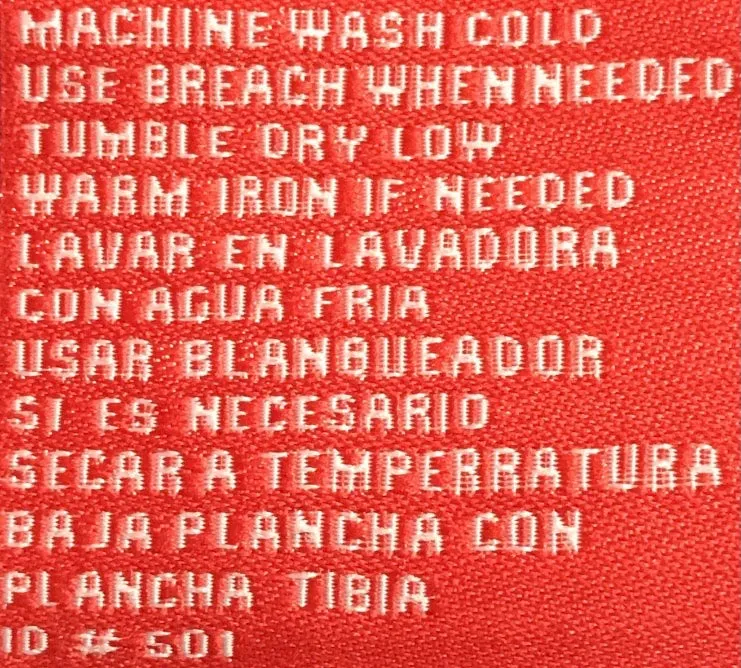 MACHINE WASH COLD
USE BREACH WHEN NEEDED
TUMBLE DRY LOW
WARM IRON IF NEEDED
LAVAR EN LAVADORA
CON AGUA FRIA
USAR BLANQUEADOR
SI ES NECESARIO
SECAR A TEMPERRATURA
BAJA PLANCHA CON
PLANCHA TIBIA
ID # 501